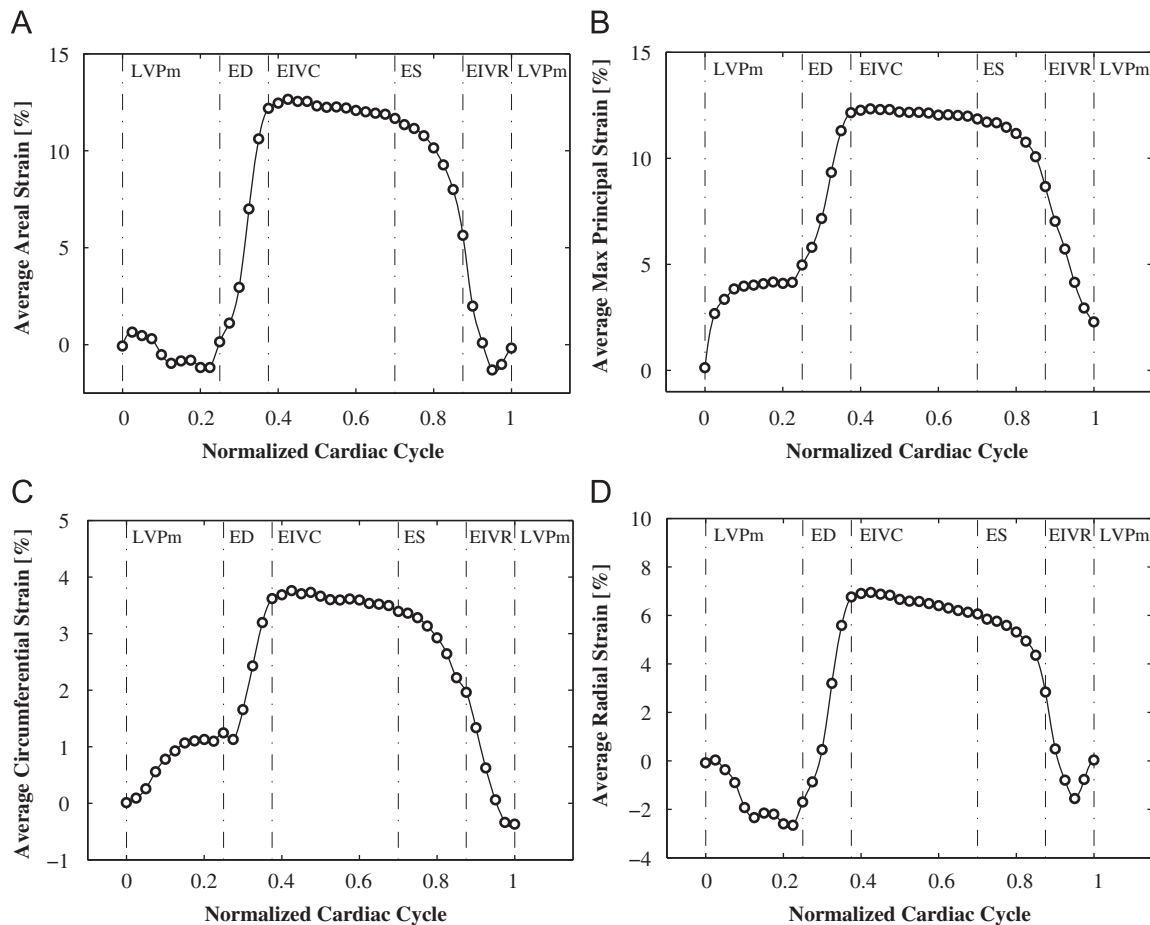 A
15
10
5
0
LVPm
ED
EIVC
ES
EIVR
LVPm
Average Areal Strain [%]
0
0.2
0.4
0.6
0.8
1
Normalized Cardiac Cycle
B
15
10
5
0
LVPm
ED
EIVC
ES
EIVR
LVPm
Average Max Principal Strain [%]
0
0.2
0.4
0.6
0.8
1
Normalized Cardiac Cycle
C
5
4
3
2
1
0
−1
LVPm
ED
EIVC
ES
EIVR
LVPm
Average Circumferential Strain [%]
0
0.2
0.4
0.6
0.8
1
Normalized Cardiac Cycle
D
10
8
6
4
2
0
−2
−4
LVPm
ED
EIVC
ES
EIVR
LVPm
Average Radial Strain [%]
0
0.2
0.4
0.6
0.8
1
Normalized Cardiac Cycle